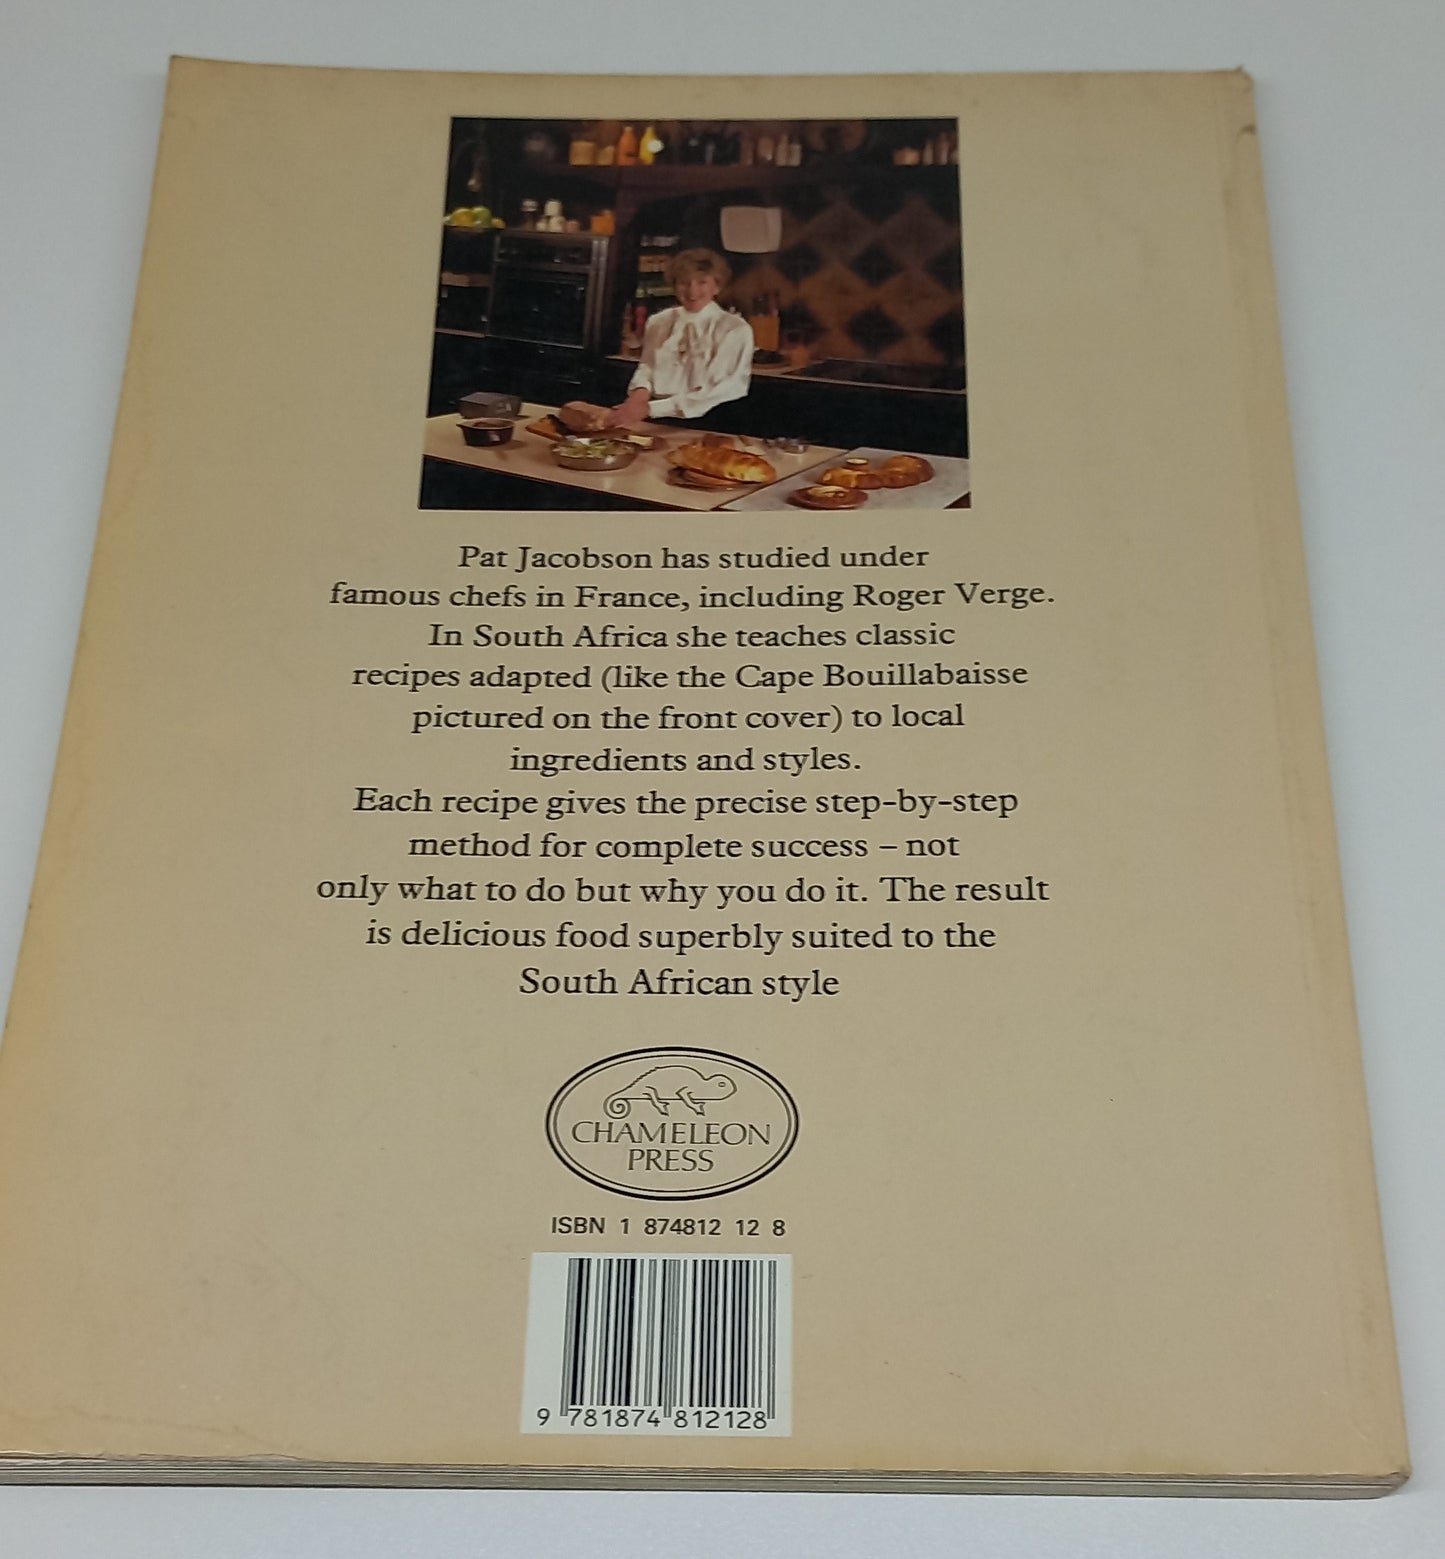 Pat Jacobson has studied under
famous chefs in France, including Roger Verge.
In South Africa she teaches classic
recipes adapted (like the Cape Bouillabaisse
pictured on the front cover) to local
ingredients and styles.
Each recipe gives the precise step-by-step
method for complete success – not
only what to do but why you do it. The result
is delicious food superbly suited to the
South African style
CHAMELEON
PRESS
ISBN 1 874812 12 8
9 781874 812128